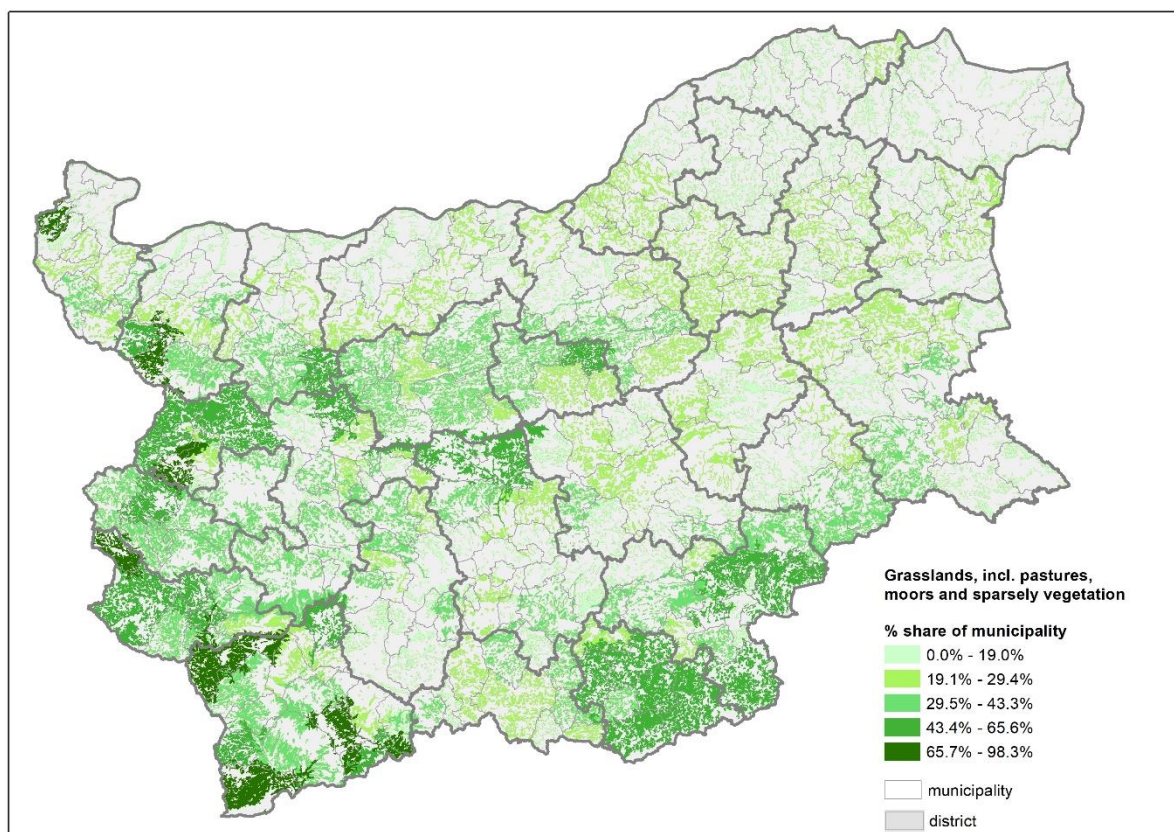 Grasslands, incl. pastures,
moors and sparsely vegetation
% share of municipality
0.0% - 19.0%
19.1% - 29.4%
29.5% - 43.3%
43.4% - 65.6%
65.7% - 98.3%
municipality
district